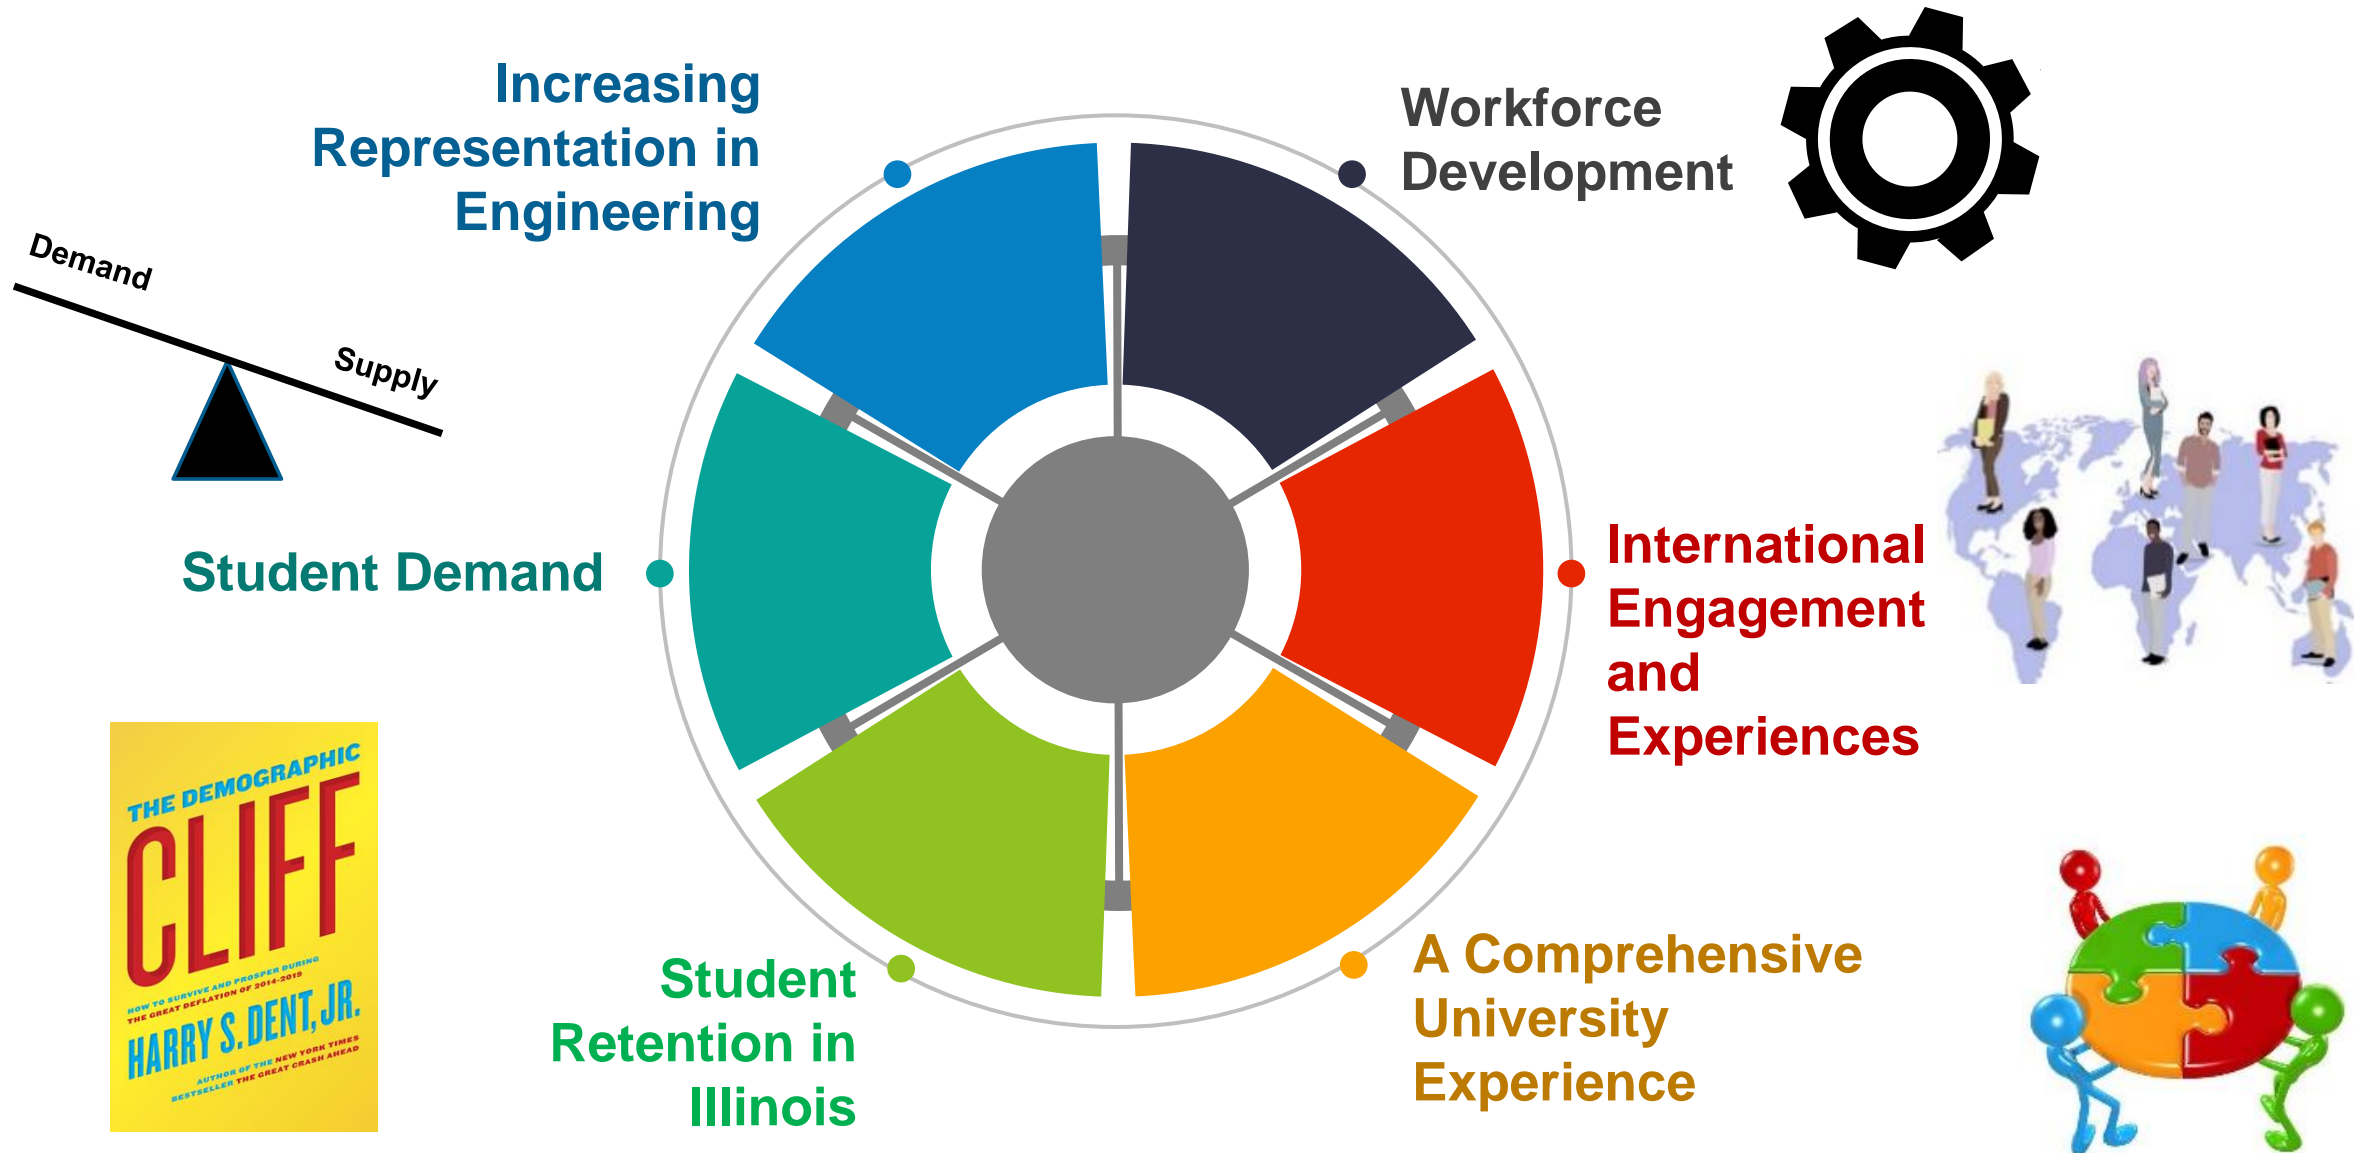 Increasing
Representation in
Engineering
Workforce
Development
Demand
Supply
Student Demand
International
Engagement
and
Experiences
THE DEMOGRAPHIC
CLIFF
HOW TO SURVIVE AND PROSPER DURING
THE GREAT DEFLATION OF 2014-2019
HARRY S. DENT, JR.
AUTHOR OF THE NEW YORK TIMES
BESTSELLER THE GREAT CRASH AHEAD
Student
Retention in
Illinois
A Comprehensive
University
Experience